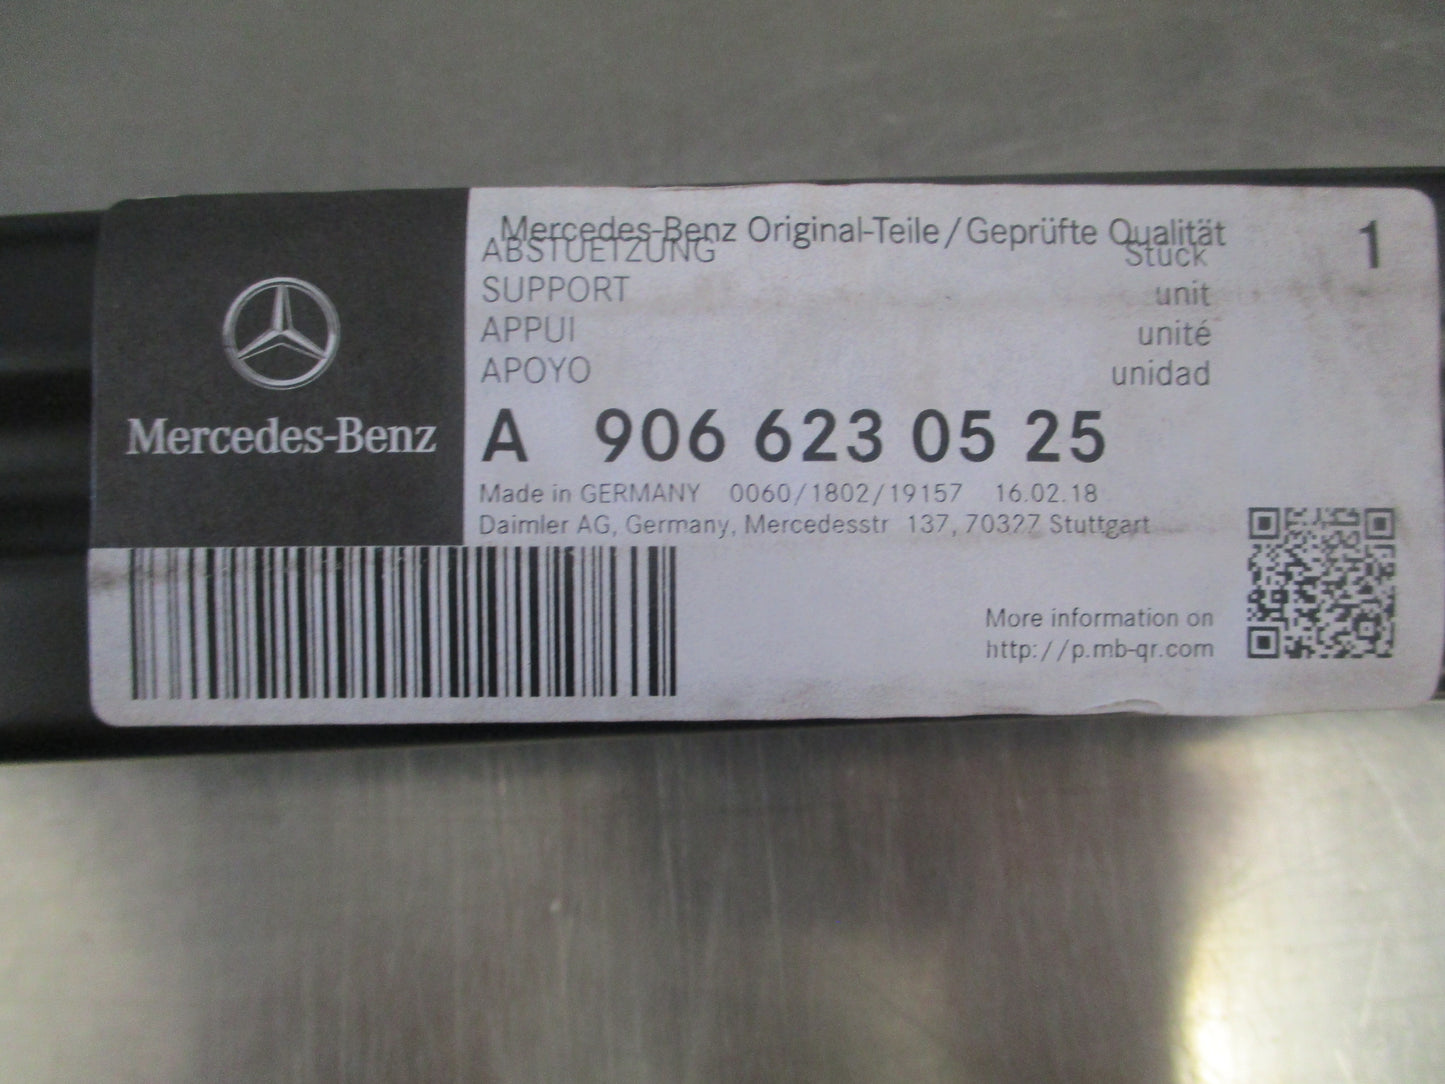 Mercedes-Benz
Mercedes-Benz Original-Teile/Geprüfte Qualität
ABSTUETZUNG Stück 1
SUPPORT unit
APPUI unité
APOYO unidad
A 906 623 05 25
Made in GERMANY 0060/1802/19157 16.02.18
Daimler AG, Germany, Mercedesstr 137, 70327 Stuttgart
More information on
http://p.mb-qr.com